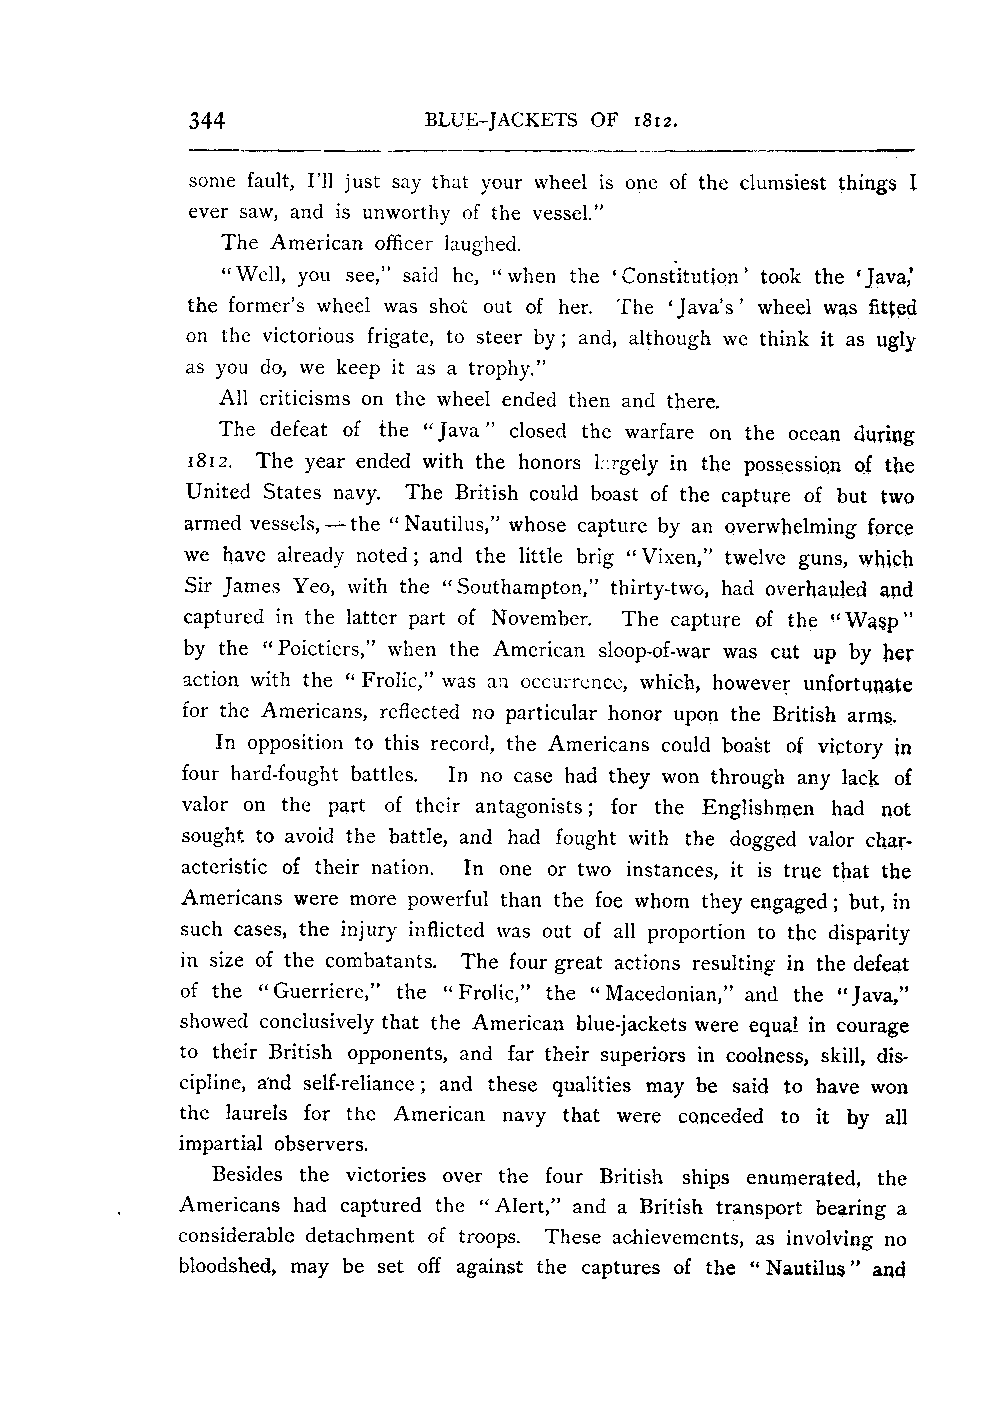 344 BLUE-JACKETS OF 1812.
some fault, I'll just say that your wheel is one of the clumsiest things I
ever saw, and is unworthy of the vessel."
The American officer laughed.
"Well, you see," said he, "when the 'Constitution' took the 'Java,'
the former's wheel was shot out of her. The 'Java's' wheel was fitted
on the victorious frigate, to steer by; and, although we think it as ugly
as you do, we keep it as a trophy."
All criticisms on the wheel ended then and there.
The defeat of the "Java" closed the warfare on the ocean during
1812. The year ended with the honors largely in the possession of the
United States navy. The British could boast of the capture of but two
armed vessels,—the "Nautilus," whose capture by an overwhelming force
we have already noted; and the little brig "Vixen," twelve guns, which
Sir James Yeo, with the "Southampton," thirty-two, had overhauled and
captured in the latter part of November. The capture of the "Wasp"
by the "Poictiers," when the American sloop-of-war was cut up by her
action with the "Frolic," was an occurrence, which, however unfortunate
for the Americans, reflected no particular honor upon the British arms.
In opposition to this record, the Americans could boast of victory in
four hard-fought battles. In no case had they won through any lack of
valor on the part of their antagonists; for the Englishmen had not
sought to avoid the battle, and had fought with the dogged valor char-
acteristic of their nation. In one or two instances, it is true that the
Americans were more powerful than the foe whom they engaged; but, in
such cases, the injury inflicted was out of all proportion to the disparity
in size of the combatants. The four great actions resulting in the defeat
of the "Guerriere," the "Frolic," the "Macedonian," and the "Java,"
showed conclusively that the American blue-jackets were equal in courage
to their British opponents, and far their superiors in coolness, skill, dis-
cipline, and self-reliance; and these qualities may be said to have won
the laurels for the American navy that were conceded to it by all
impartial observers.
Besides the victories over the four British ships enumerated, the
Americans had captured the "Alert," and a British transport bearing a
considerable detachment of troops. These achievements, as involving no
bloodshed, may be set off against the captures of the "Nautilus" and